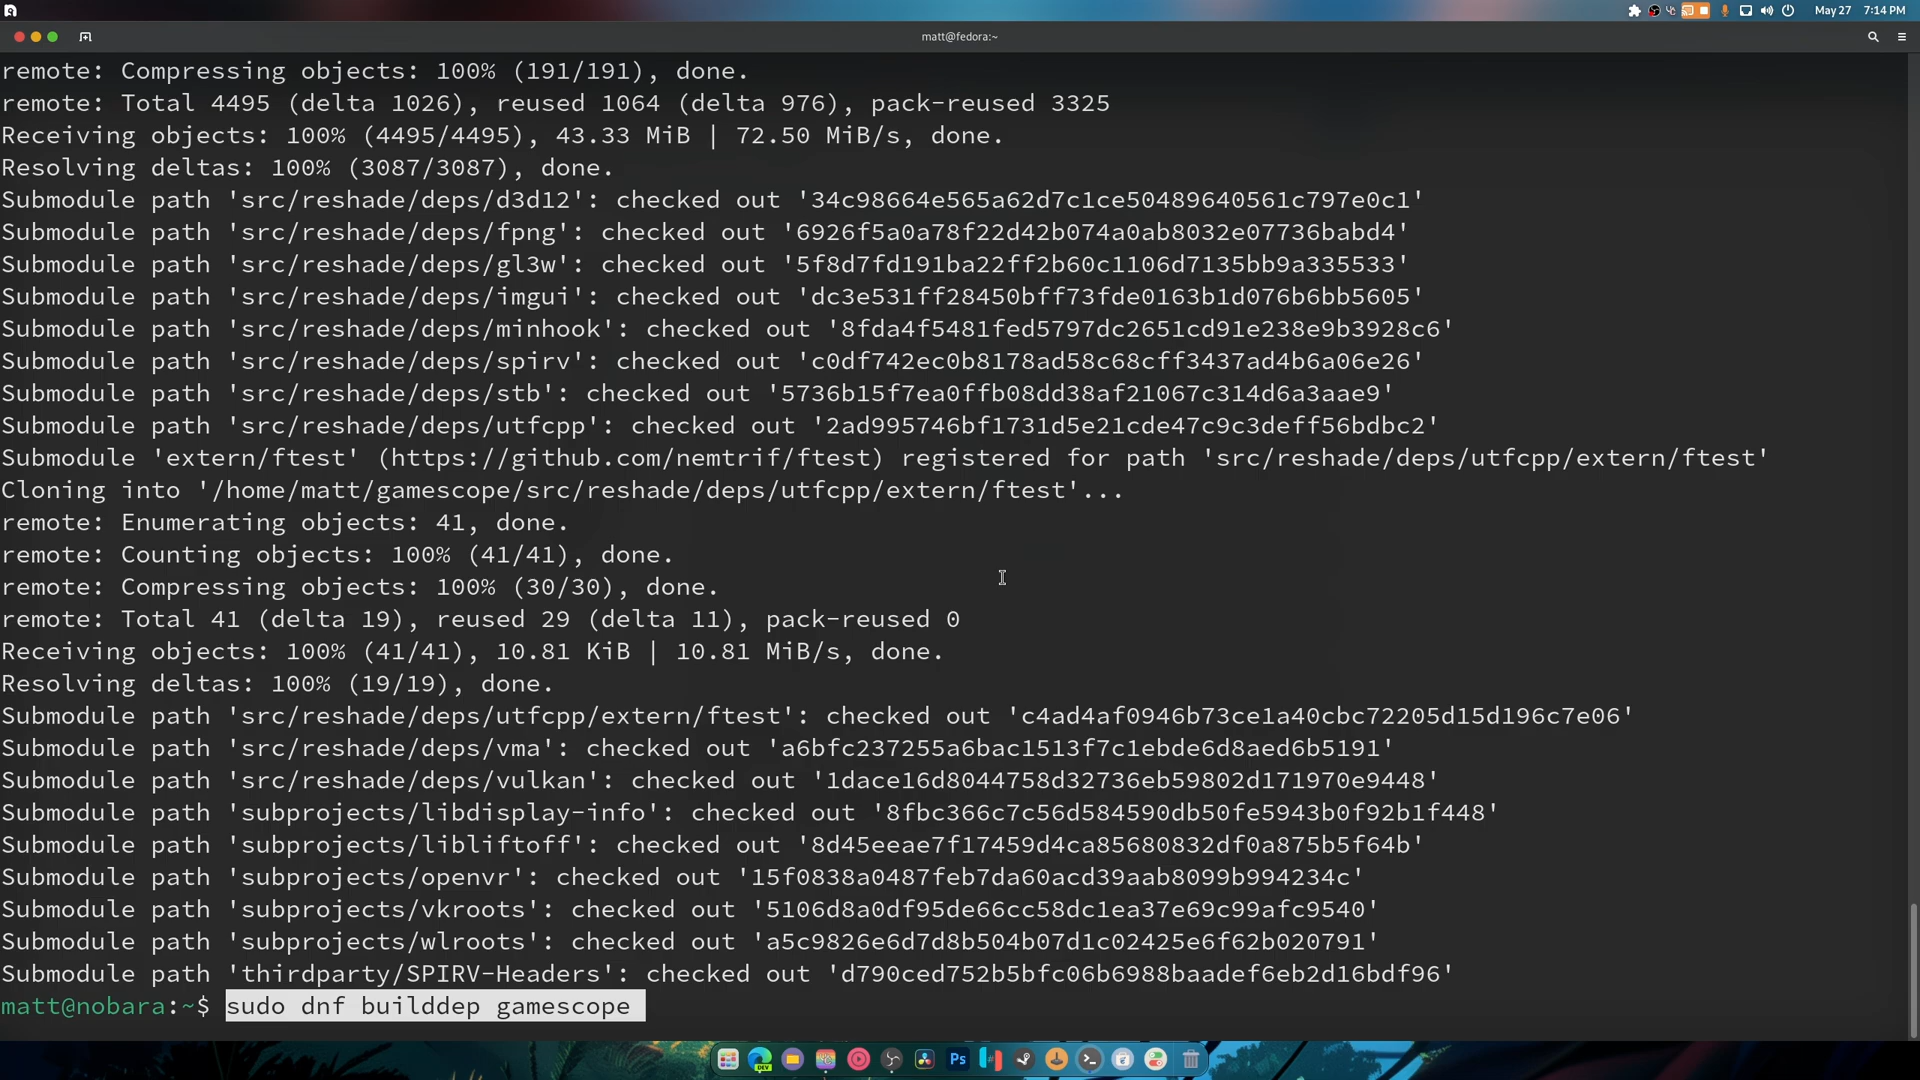 May 27 7:14 PM
matt@fedora:~
remote: Compressing objects: 100% (191/191), done.
remote: Total 4495 (delta 1026), reused 1064 (delta 976), pack-reused 3325
Receiving objects: 100% (4495/4495), 43.33 MiB | 72.50 MiB/s, done.
Resolving deltas: 100% (3087/3087), done.
Submodule path 'src/reshade/deps/d3d12': checked out '34c98664e565a62d7c1ce50489640561c797e0c1'
Submodule path 'src/reshade/deps/fpng': checked out '6926f5a0a78f22d42b074a0ab8032e07736babd4'
Submodule path 'src/reshade/deps/gl3w': checked out '5f8d7fd191ba22ff2b60c1106d7135bb9a335533'
Submodule path 'src/reshade/deps/imgui': checked out 'dc3e531ff28450bff73fde0163b1d076b6bb5605'
Submodule path 'src/reshade/deps/minhook': checked out '8fda4f5481fed5797dc2651cd91e238e9b3928c6'
Submodule path 'src/reshade/deps/spirv': checked out 'c0df742ec0b8178ad58c68cff3437ad4b6a06e26'
Submodule path 'src/reshade/deps/stb': checked out '5736b15f7ea0ffb08dd38af21067c314d6a3aae9'
Submodule path 'src/reshade/deps/utfcpp': checked out '2ad995746bf1731d5e21cde47c9c3deff56bdbc2'
Submodule 'extern/ftest' (https://github.com/nemtrif/ftest) registered for path 'src/reshade/deps/utfcpp/extern/ftest'
Cloning into '/home/matt/gamescope/src/reshade/deps/utfcpp/extern/ftest'...
remote: Enumerating objects: 41, done.
remote: Counting objects: 100% (41/41), done.
remote: Compressing objects: 100% (30/30), done.
remote: Total 41 (delta 19), reused 29 (delta 11), pack-reused 0
Receiving objects: 100% (41/41), 10.81 KiB | 10.81 MiB/s, done.
Resolving deltas: 100% (19/19), done.
Submodule path 'src/reshade/deps/utfcpp/extern/ftest': checked out 'c4ad4af0946b73ce1a40cbc72205d15d196c7e06'
Submodule path 'src/reshade/deps/vma': checked out 'a6bfc237255a6bac1513f7c1ebde6d8aed6b5191'
Submodule path 'src/reshade/deps/vulkan': checked out '1dace16d8044758d32736eb59802d171970e9448'
Submodule path 'subprojects/libdisplay-info': checked out '8fbc366c7c56d584590db50fe5943b0f92b1f448'
Submodule path 'subprojects/libliftoff': checked out '8d45eeae7f17459d4ca85680832df0a875b5f64b'
Submodule path 'subprojects/openvr': checked out '15f0838a0487feb7da60acd39aab8099b994234c'
Submodule path 'subprojects/vkroots': checked out '5106d8a0df95de66cc58dc1ea37e69c99afc9540'
Submodule path 'subprojects/wlroots': checked out 'a5c9826e6d7d8b504b07d1c02425e6f62b020791'
Submodule path 'thirdparty/SPIRV-Headers': checked out 'd790ced752b5bfc06b6988baadef6eb2d16bdf96'
matt@nobara:~$ sudo dnf builddep gamescope
DEV
Ps